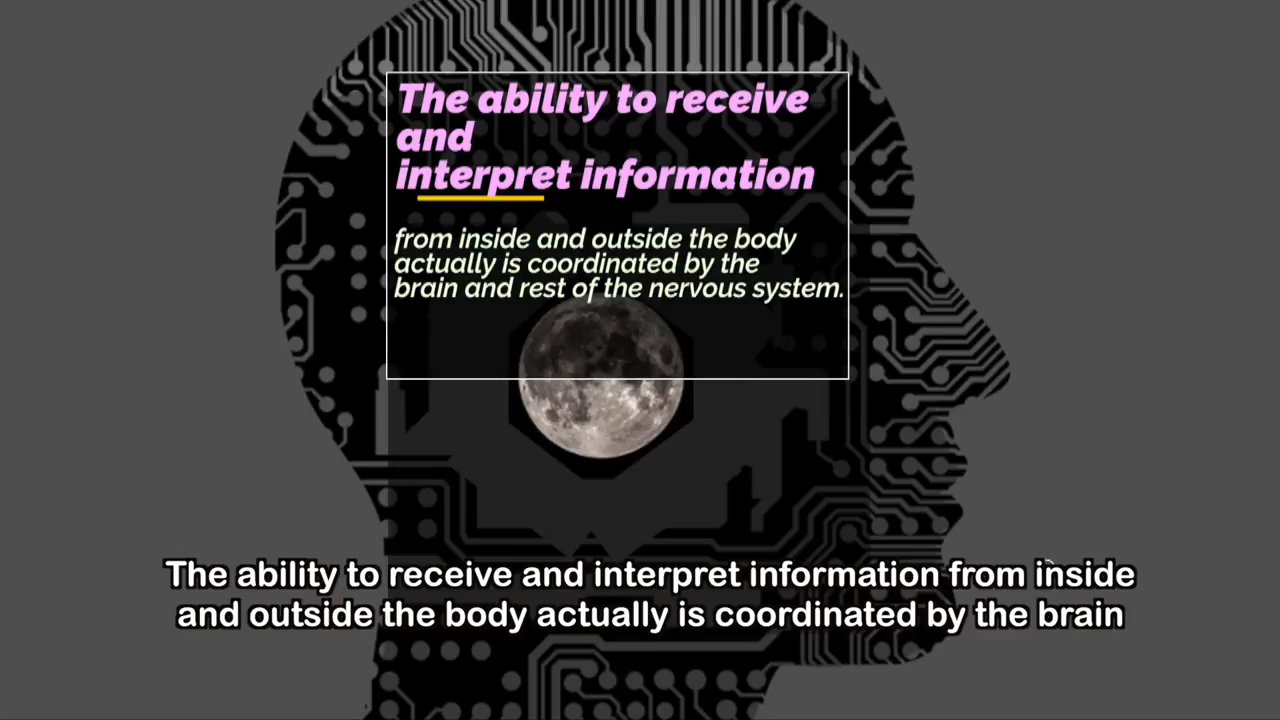 The ability to receive
and
interpret information
from inside and outside the body
actually is coordinated by the
brain and rest of the nervous system.
The ability to receive and interpret information from inside
and outside the body actually is coordinated by the brain